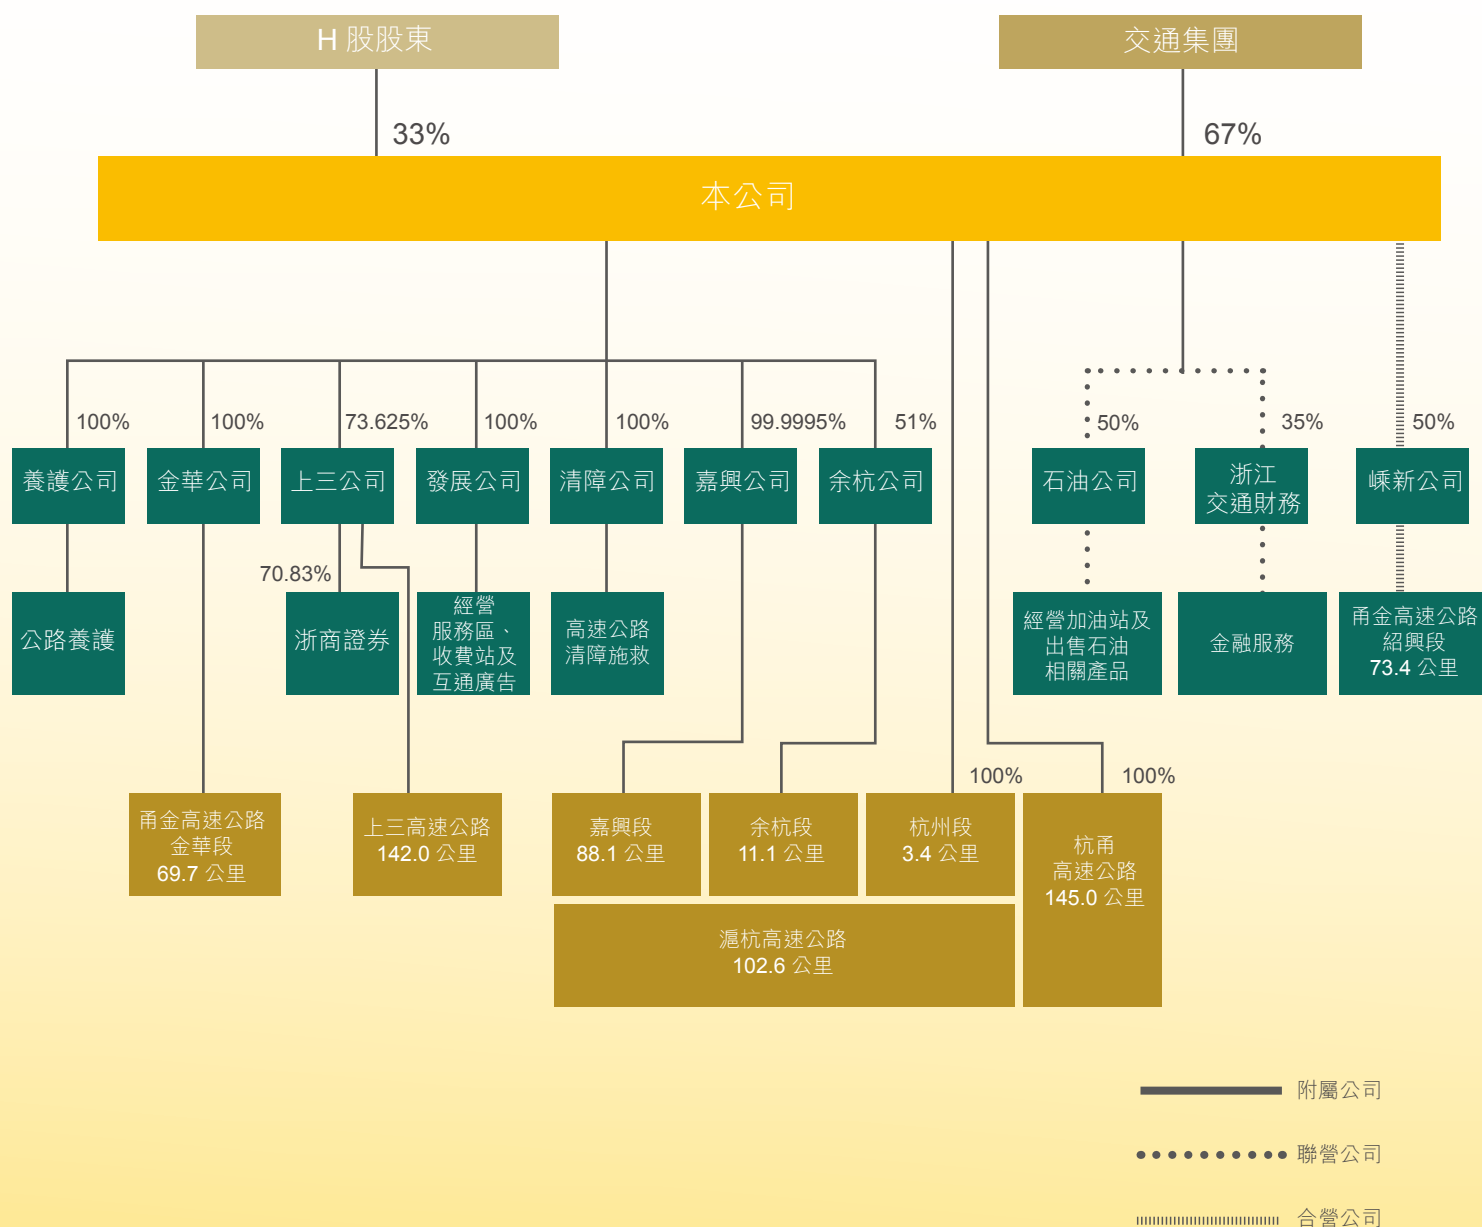 H 股股東
交通集團
33%
67%
本公司
100%
100%
73.625%
100%
100%
99.9995%
51%
50%
35%
50%
養護公司
金華公司
上三公司
發展公司
清障公司
嘉興公司
余杭公司
石油公司
浙江
交通財務
嵊新公司
70.83%
公路養護
浙商證券
經營
服務區、
收費站及
互通廣告
高速公路
清障施救
經營加油站及
出售石油
相關產品
金融服務
甬金高速公路
紹興段
73.4 公里
100%
100%
甬金高速公路
金華段
69.7 公里
上三高速公路
142.0 公里
嘉興段
88.1 公里
余杭段
11.1 公里
杭州段
3.4 公里
杭甬
高速公路
145.0 公里
滬杭高速公路
102.6 公里
附屬公司
聯營公司
合營公司